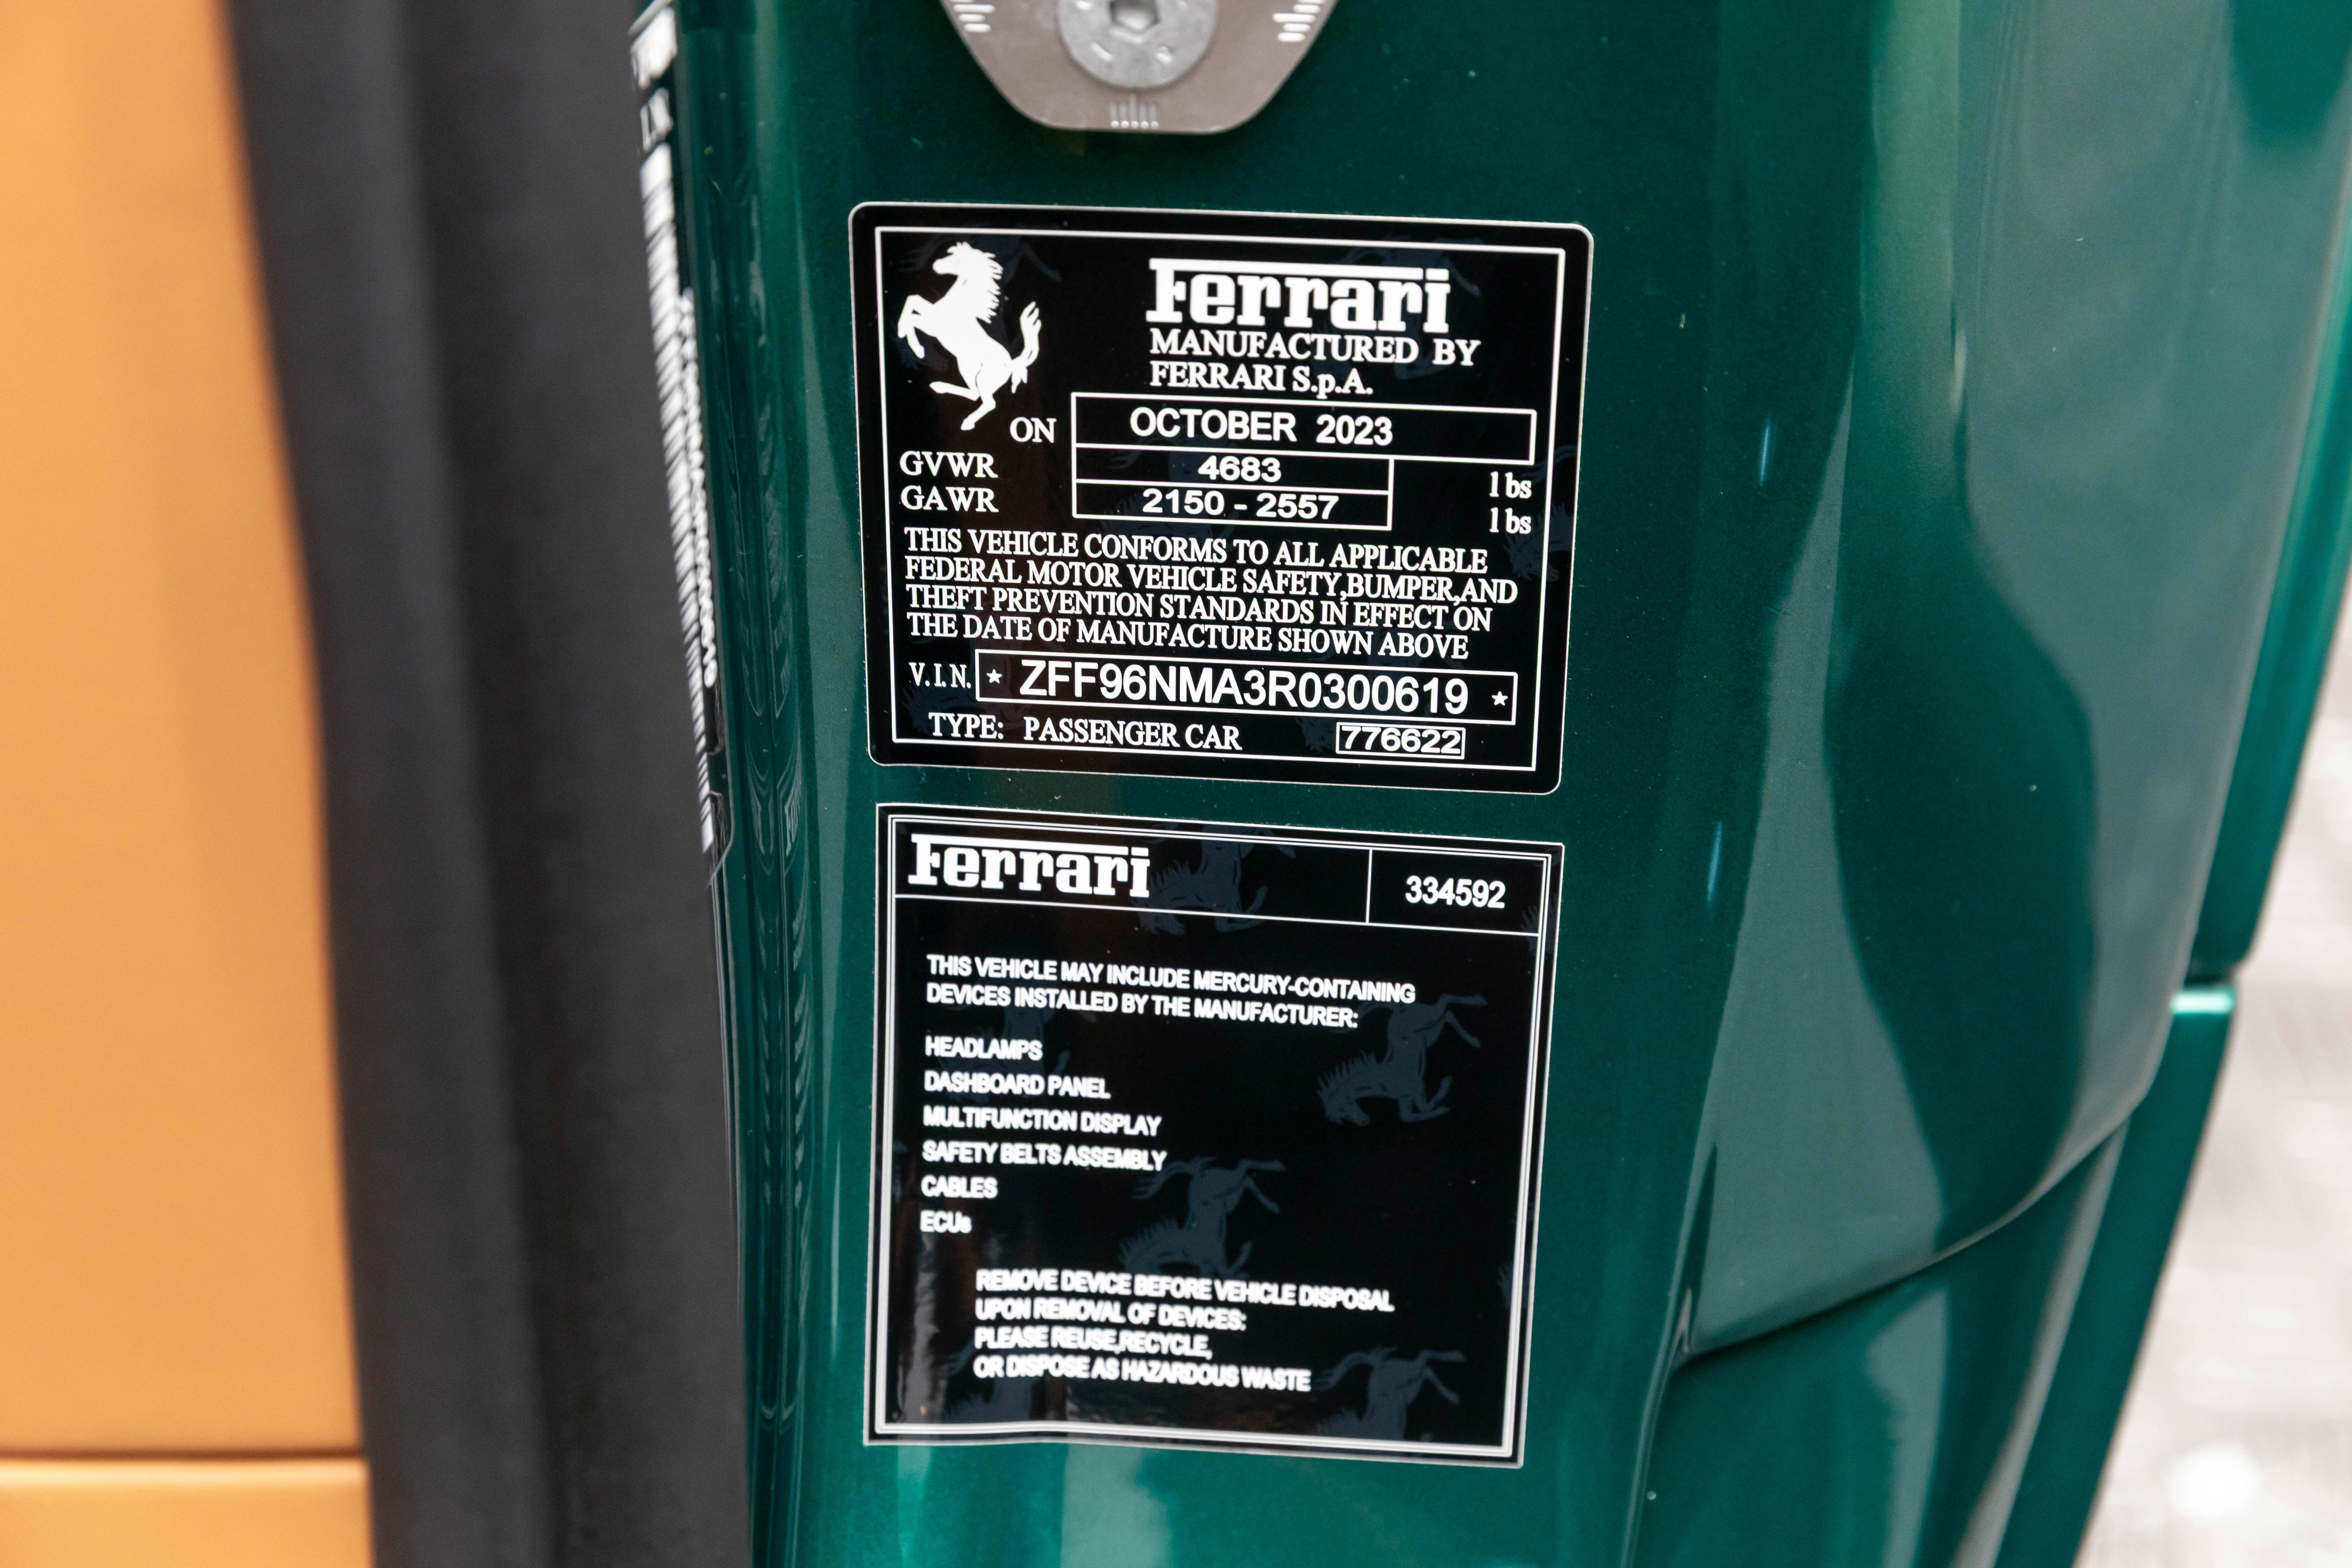 Ferrari
MANUFACTURED BY
FERRARI S.p.A.
ON OCTOBER 2023
GVWR 4683 lbs
GAWR 2150 - 2557 lbs
THIS VEHICLE CONFORMS TO ALL APPLICABLE
FEDERAL MOTOR VEHICLE SAFETY,BUMPER,AND
THEFT PREVENTION STANDARDS IN EFFECT ON
THE DATE OF MANUFACTURE SHOWN ABOVE
V.I.N. * ZFF96NMA3R0300619 *
TYPE: PASSENGER CAR 776622
Ferrari 334592
THIS VEHICLE MAY INCLUDE MERCURY-CONTAINING
DEVICES INSTALLED BY THE MANUFACTURER:
HEADLAMPS
DASHBOARD PANEL
MULTIFUNCTION DISPLAY
SAFETY BELTS ASSEMBLY
CABLES
ECUs
REMOVE DEVICE BEFORE VEHICLE DISPOSAL
UPON REMOVAL OF DEVICES:
PLEASE REUSE,RECYCLE,
OR DISPOSE AS HAZARDOUS WASTE